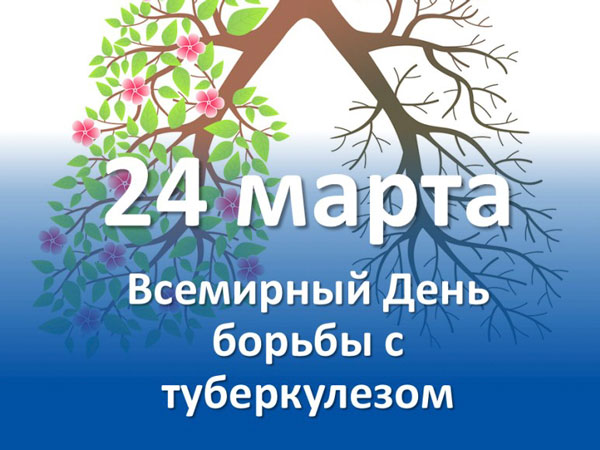 24 марта
Всемирный День
борьбы с
туберкулезом